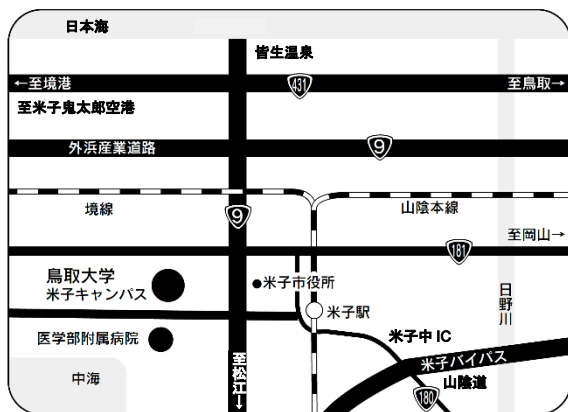 日本海
皆生温泉
←至境港
431
至鳥取→
至米子鬼太郎空港
外浜産業道路
9
境線
9
山陰本線
至岡山→
181
鳥取大学
米子キャンパス
●米子市役所
米子駅
日野川
医学部附属病院
米子中IC
米子バイパス
至松江→
中海
山陰道
180